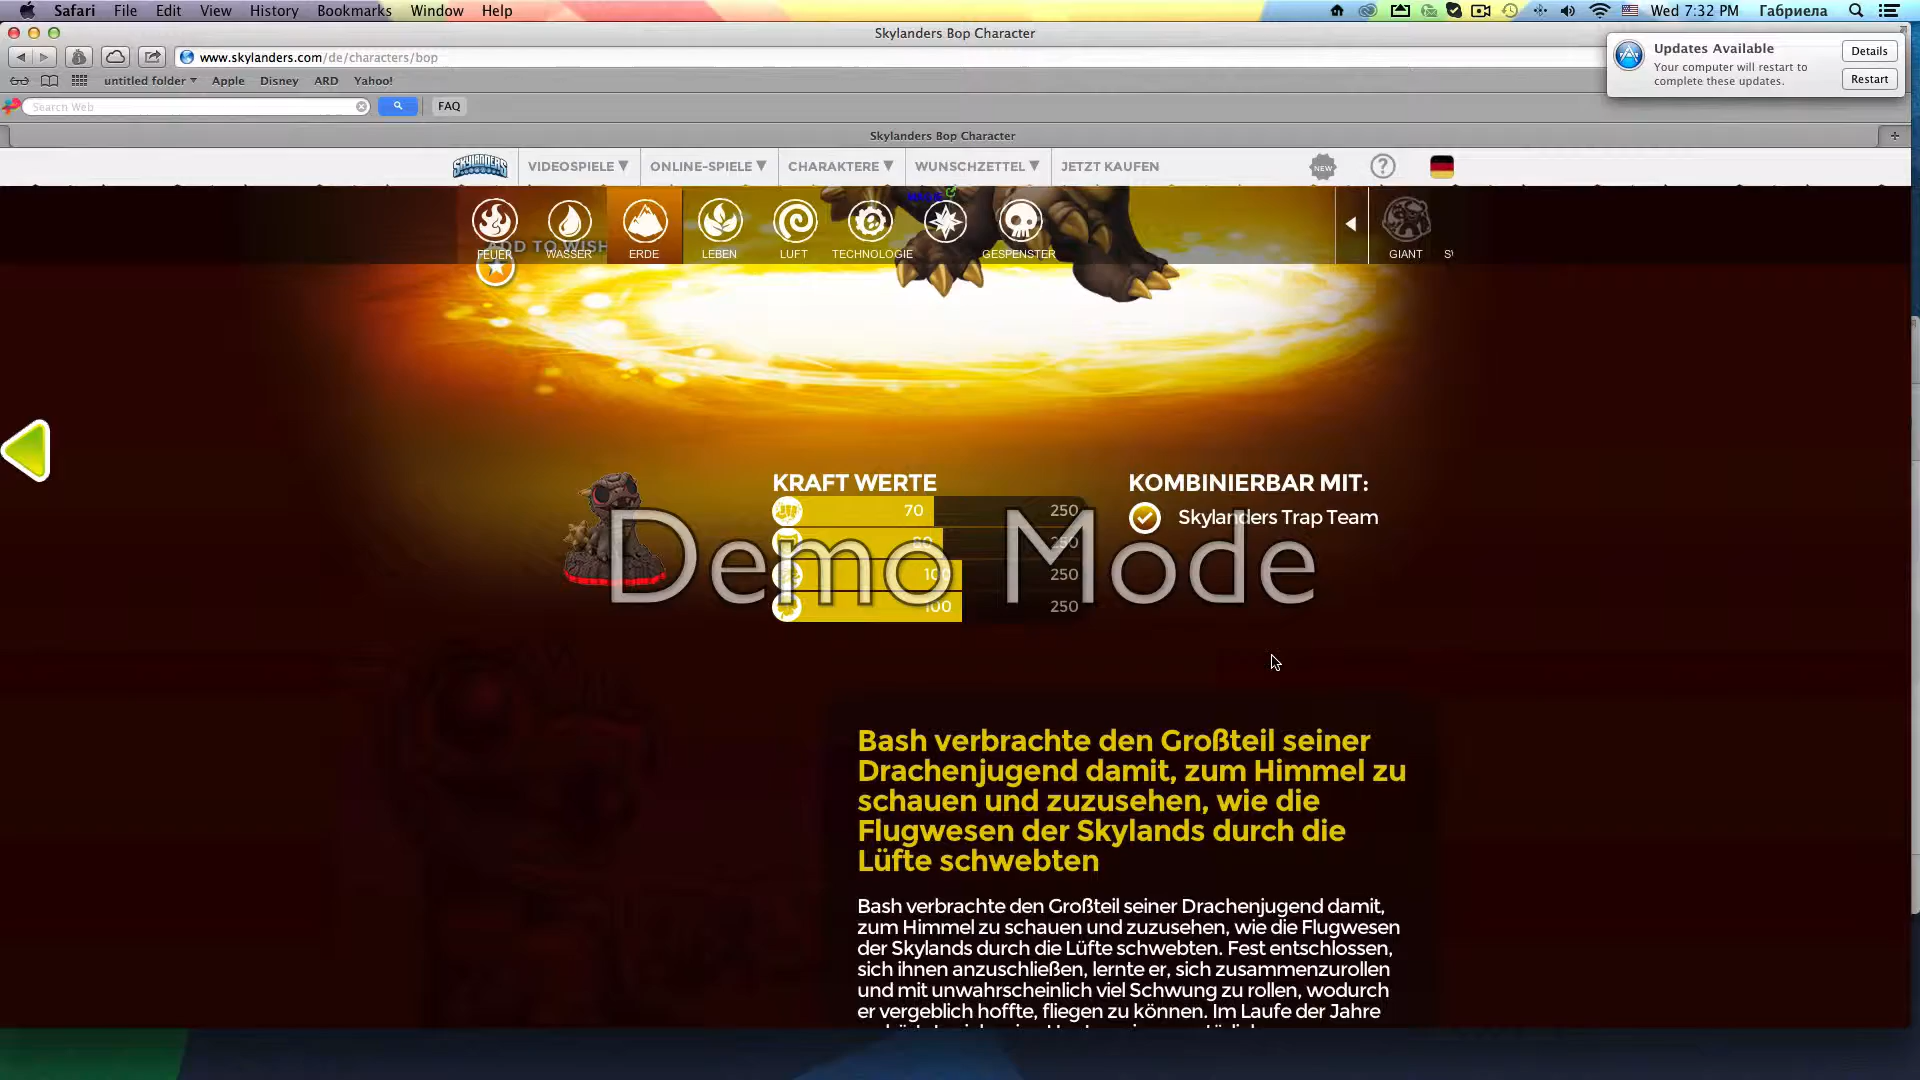 Safari File Edit View History Bookmarks Window Help
Wed 7:32 PM Габриела
Skylanders Bop Character
www.skylanders.com/de/characters/bop
untitled folder Apple Disney ARD Yahoo!
Search Web
FAQ
Updates Available
Your computer will restart to
complete these updates.
Details
Restart
Skylanders Bop Character
SKYLANDERS
VIDEOSPIELE ONLINE-SPIELE CHARAKTERE WUNSCHZETTEL JETZT KAUFEN
NEW
ADD TO WISH
FEUER WASSER ERDE LEBEN LUFT TECHNOLOGIE GESPENSTER
GIANT
KRAFT WERTE
70 250
80 250
100 250
100 250
KOMBINIERBAR MIT:
Skylanders Trap Team
Demo Mode
Bash verbrachte den Großteil seiner
Drachenjugend damit, zum Himmel zu
schauen und zuzusehen, wie die
Flugwesen der Skylands durch die
Lüfte schwebten
Bash verbrachte den Großteil seiner Drachenjugend damit,
zum Himmel zu schauen und zuzusehen, wie die Flugwesen
der Skylands durch die Lüfte schwebten. Fest entschlossen,
sich ihnen anzuschließen, lernte er, sich zusammenzurollen
und mit unwahrscheinlich viel Schwung zu rollen, wodurch
er vergeblich hoffte, fliegen zu können. Im Laufe der Jahre